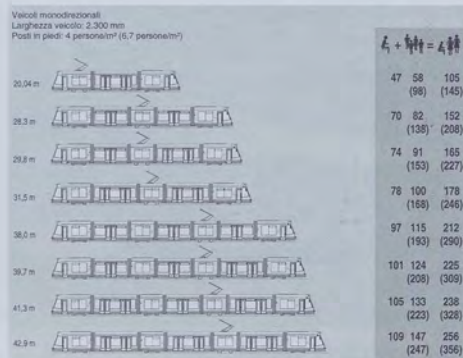 Veicoli monodirezionali
Larghezza veicolo: 2.300 mm
Posti in piedi: 4 persone/m² (6,7 persone/m²)
+ =
20,04 m 47 58 105
(98) (145)
28,3 m 70 82 152
(138) (208)
29,8 m 74 91 165
(153) (227)
31,5 m 78 100 178
(168) (246)
38,0 m 97 115 212
(193) (290)
39,7 m 101 124 225
(208) (309)
41,3 m 105 133 238
(223) (328)
42,9 m 109 147 256
(247) (356)